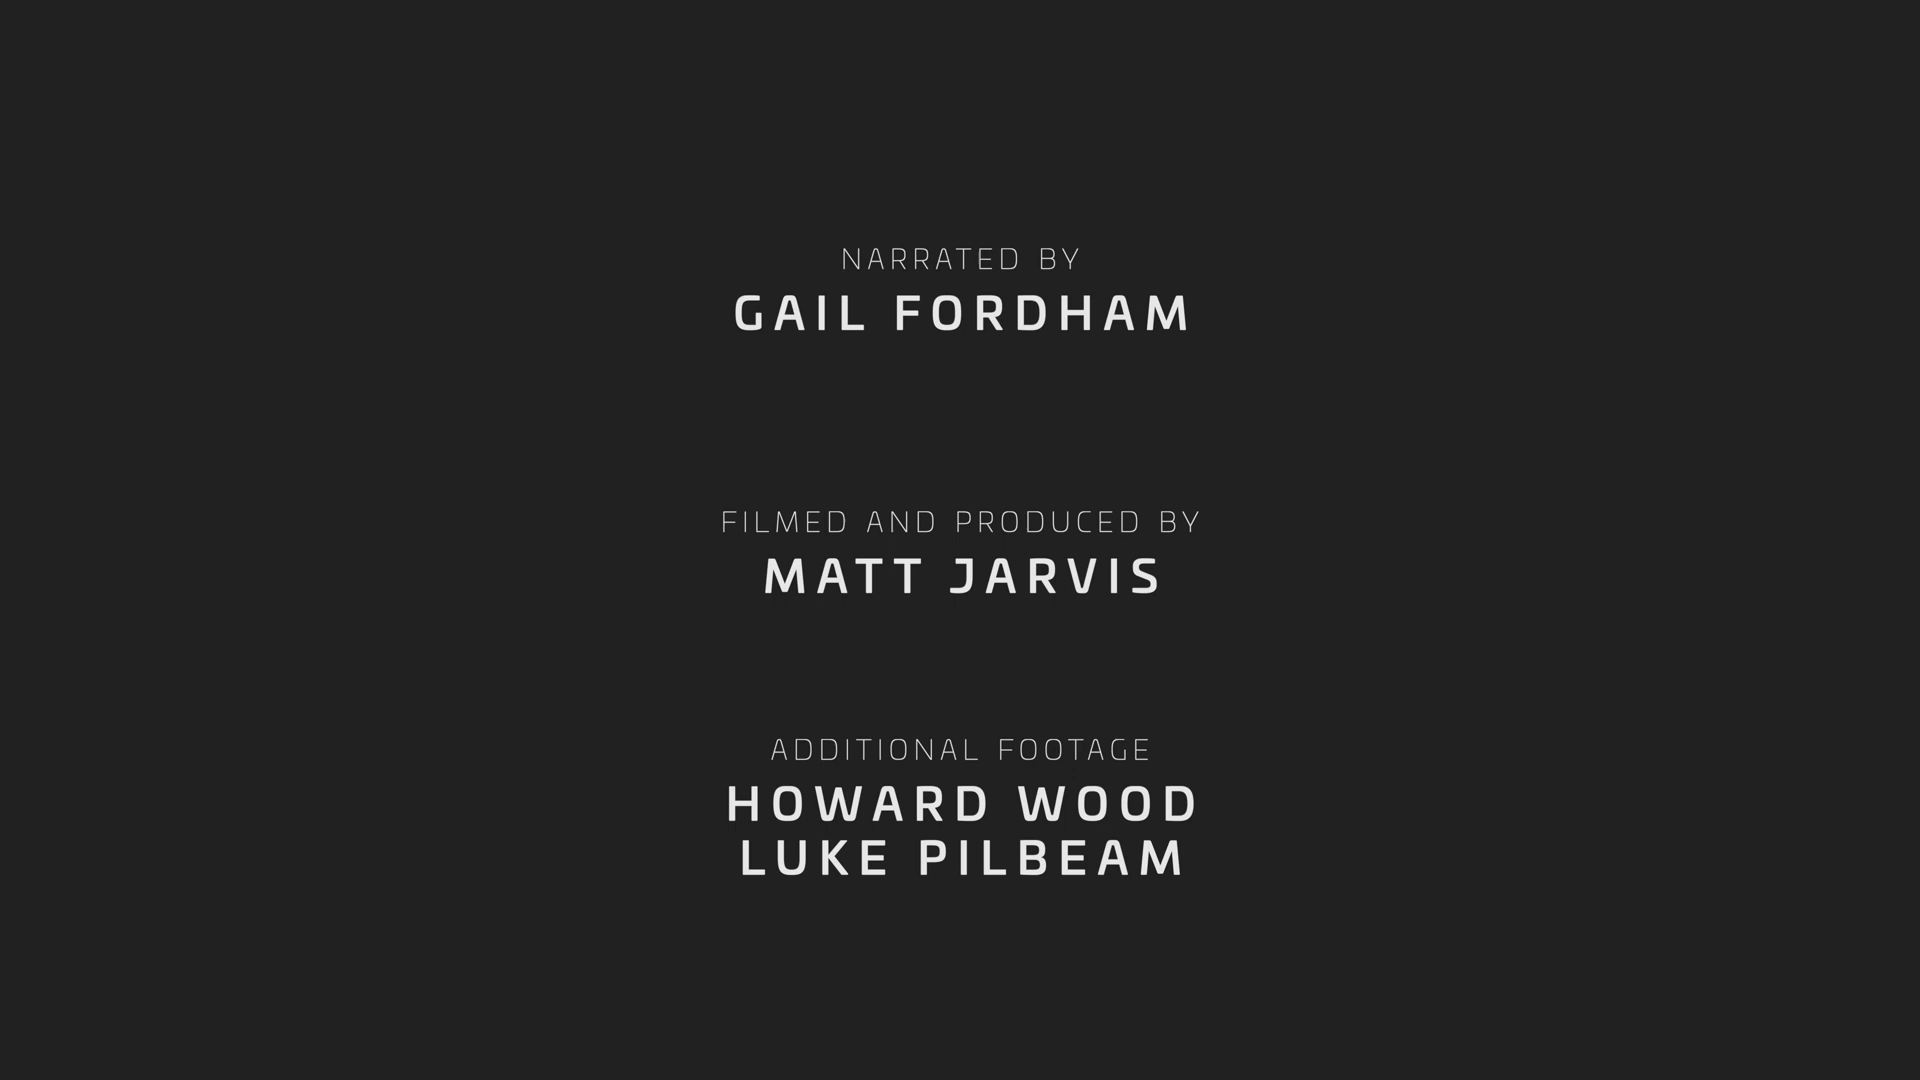 NARRATED BY
GAIL FORDHAM
FILMED AND PRODUCED BY
MATT JARVIS
ADDITIONAL FOOTAGE
HOWARD WOOD
LUKE PILBEAM